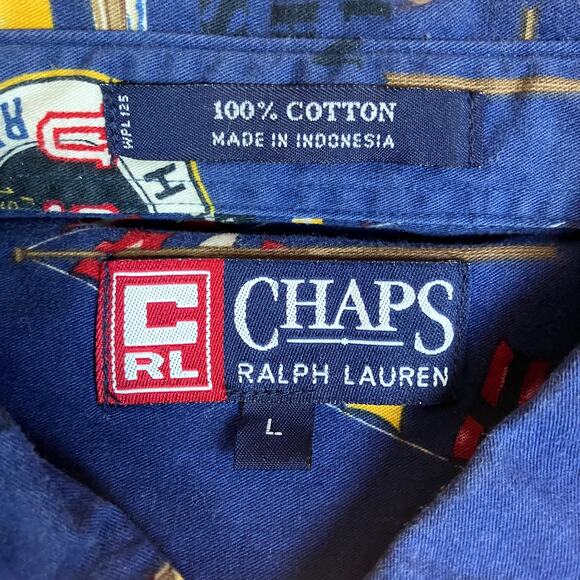 WPL125
100% COTTON
MADE IN INDONESIA
U
H
R
C
RL
CHAPS
RALPH LAUREN
L